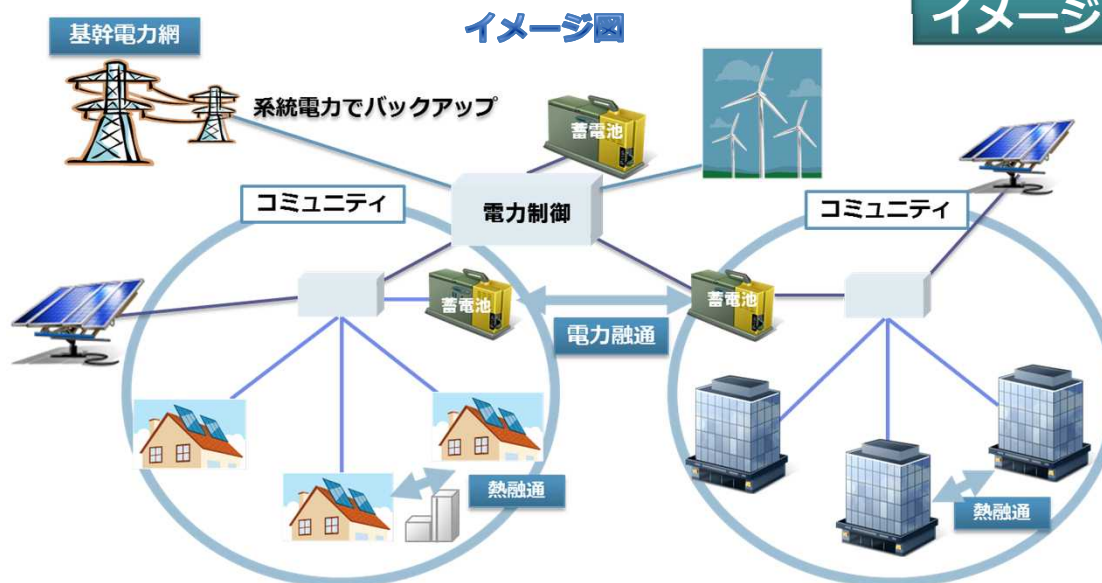 イメージ図
イメージ
基幹電力網
系統電力でバックアップ
蓄電池
コミュニティ
電力制御
コミュニティ
蓄電池
蓄電池
電力融通
熱融通
熱融通